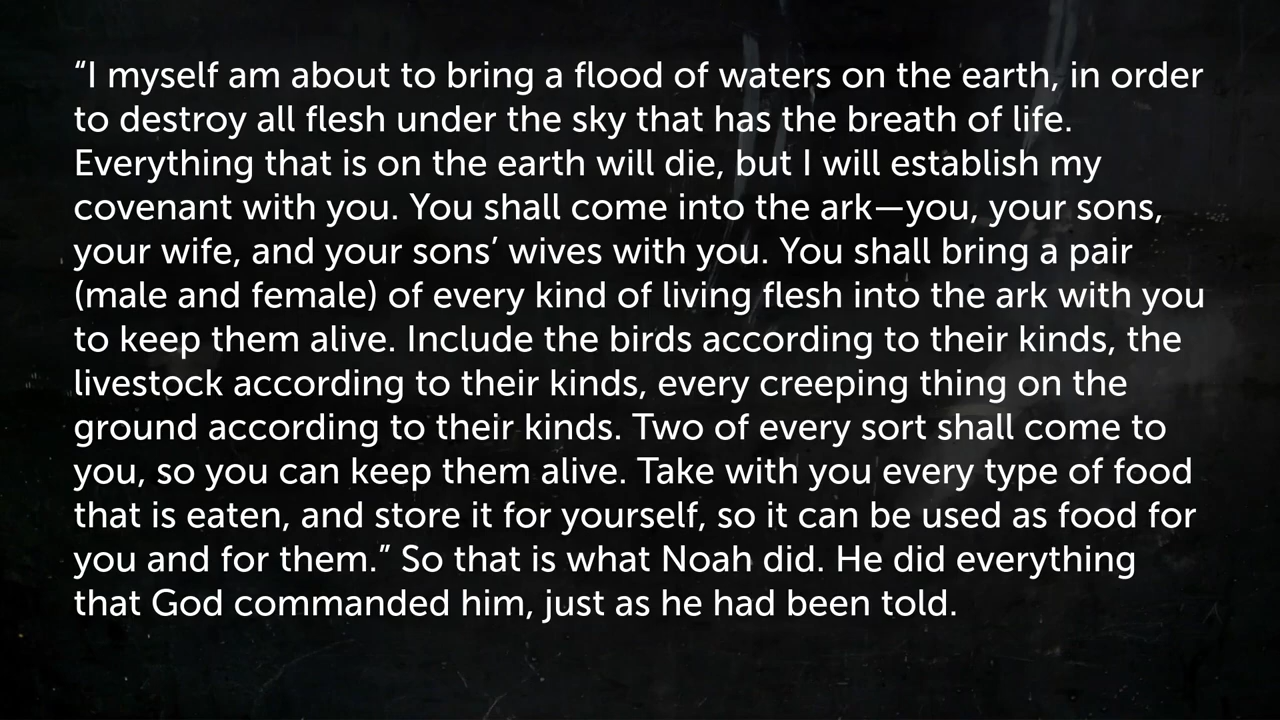 “I myself am about to bring a flood of waters on the earth, in order
to destroy all flesh under the sky that has the breath of life.
Everything that is on the earth will die, but I will establish my
covenant with you. You shall come into the ark—you, your sons,
your wife, and your sons’ wives with you. You shall bring a pair
(male and female) of every kind of living flesh into the ark with you
to keep them alive. Include the birds according to their kinds, the
livestock according to their kinds, every creeping thing on the
ground according to their kinds. Two of every sort shall come to
you, so you can keep them alive. Take with you every type of food
that is eaten, and store it for yourself, so it can be used as food for
you and for them.” So that is what Noah did. He did everything
that God commanded him, just as he had been told.